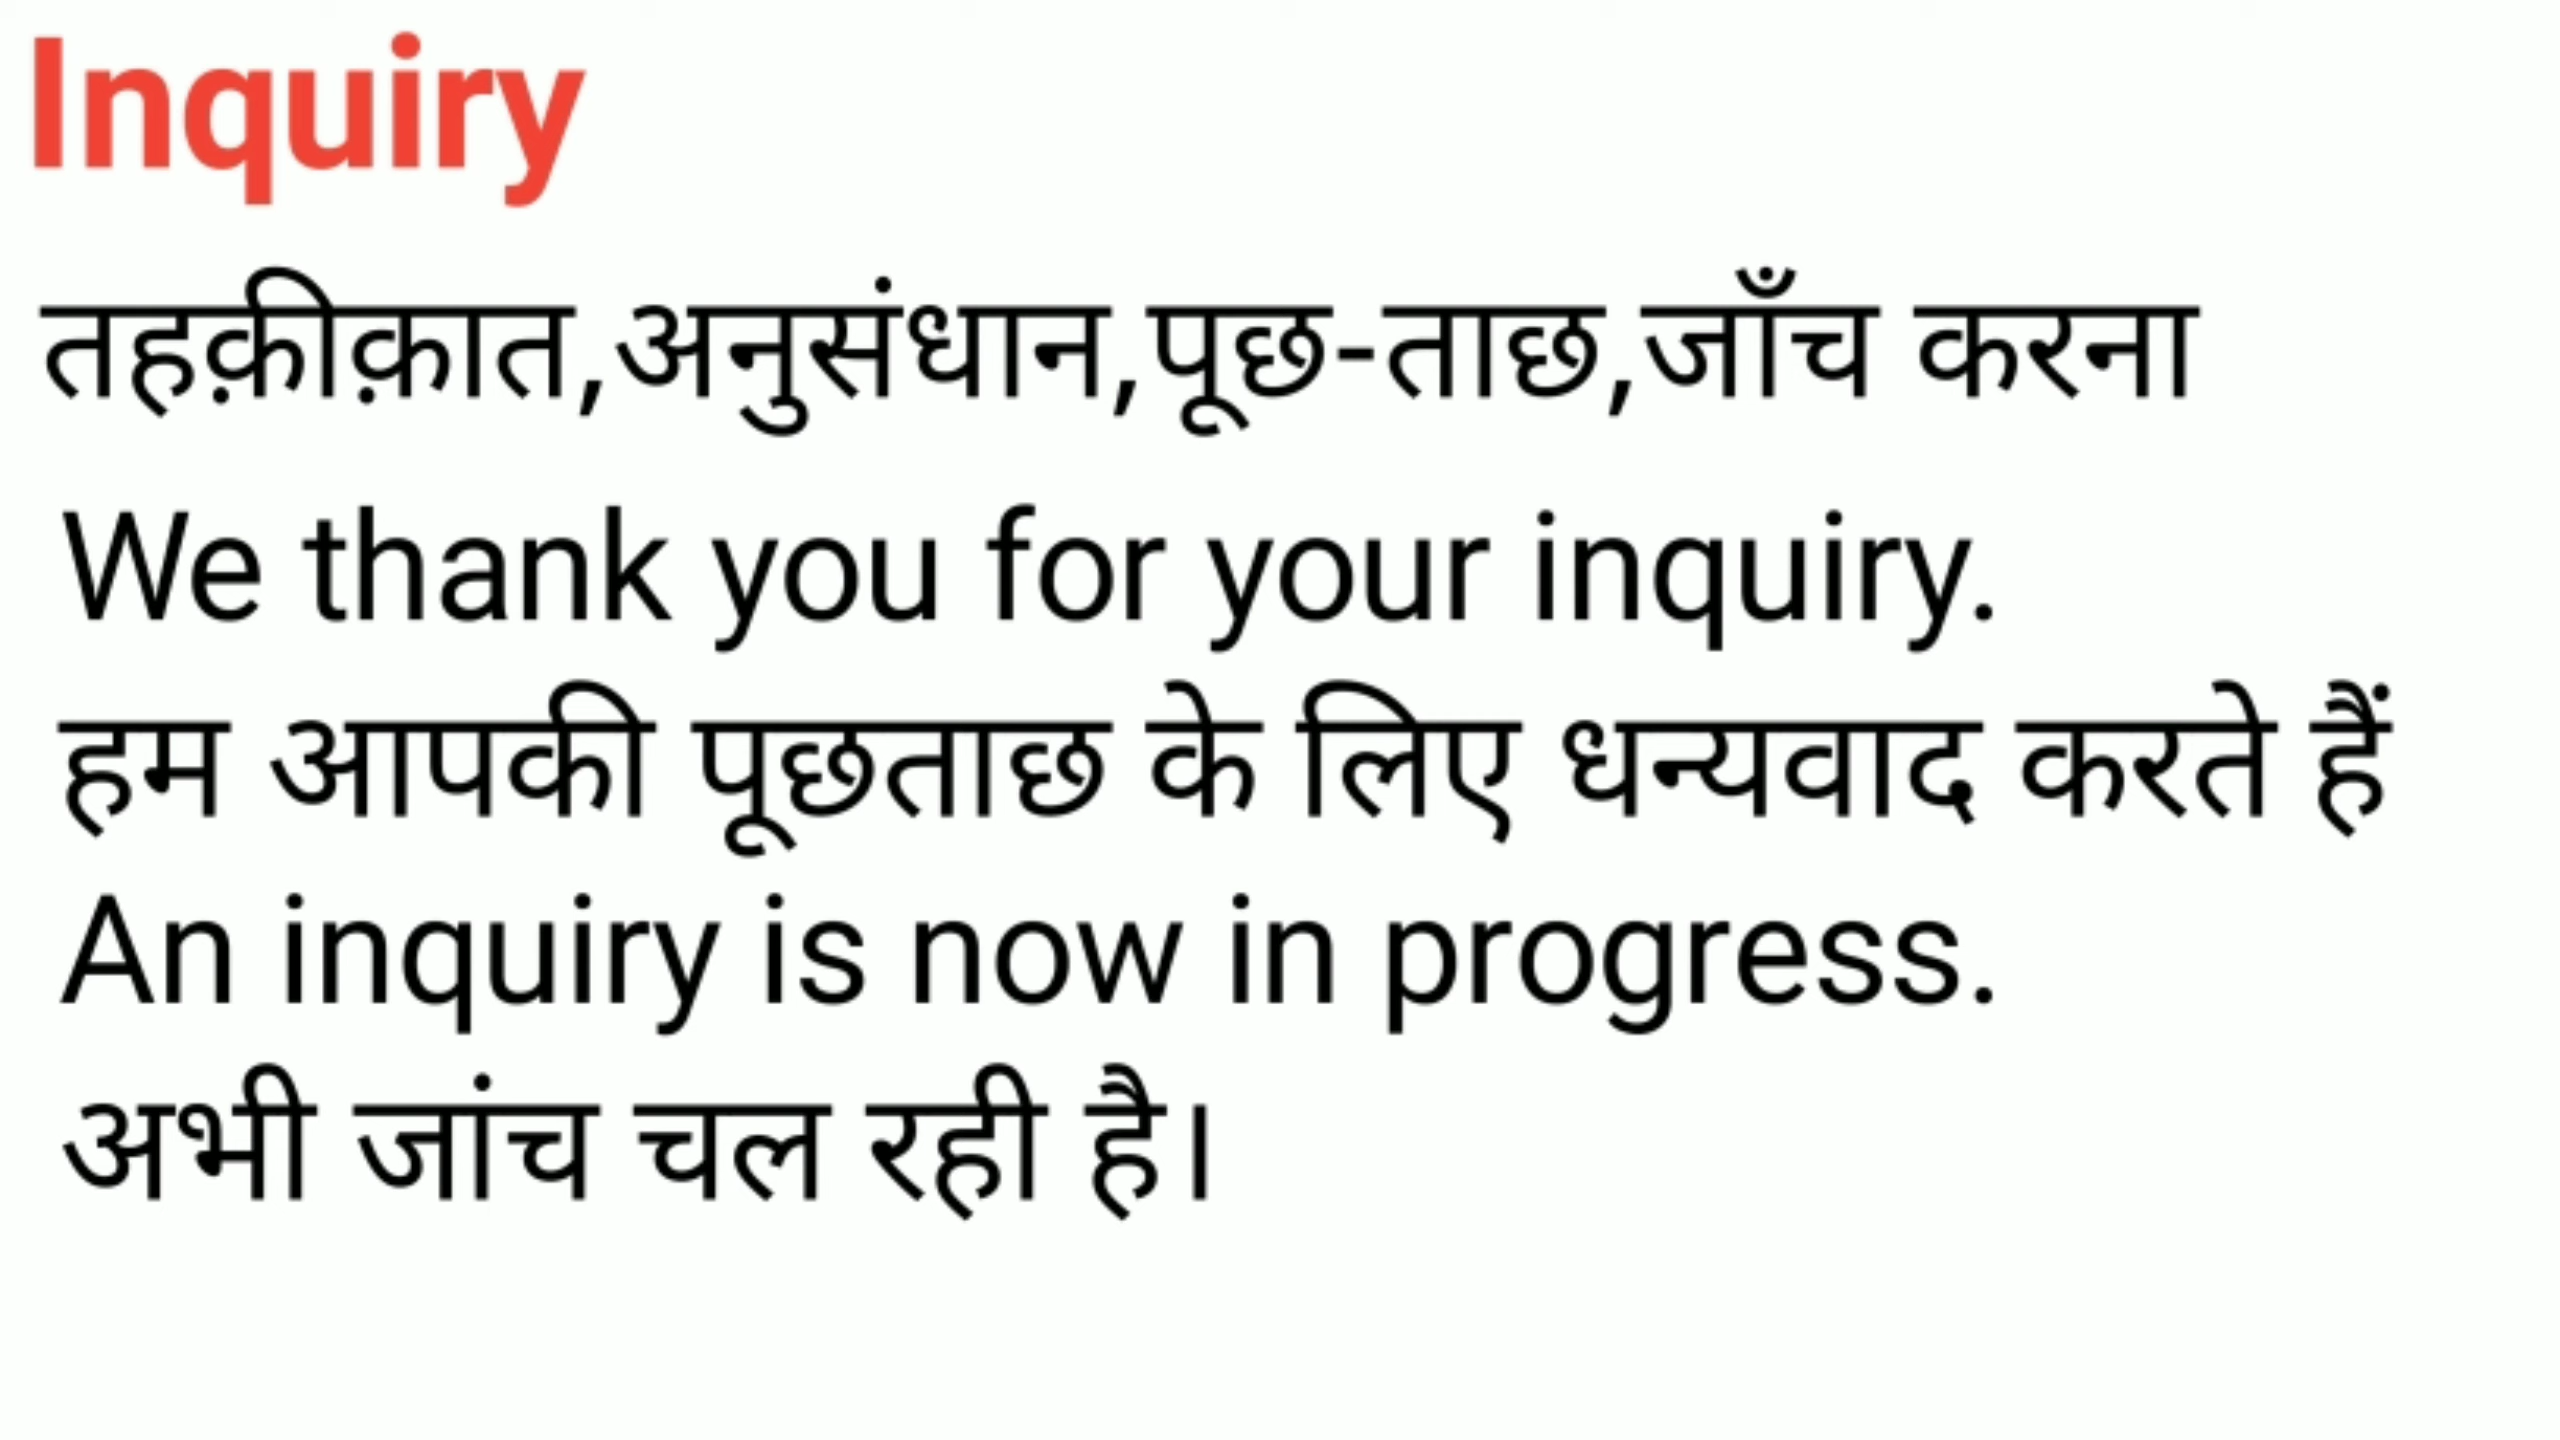 Inquiry
तहक़ीक़ात,अनुसंधान,पूछ-ताछ,जाँच करना
We thank you for your inquiry.
हम आपकी पूछताछ के लिए धन्यवाद करते हैं
An inquiry is now in progress.
अभी जांच चल रही है।